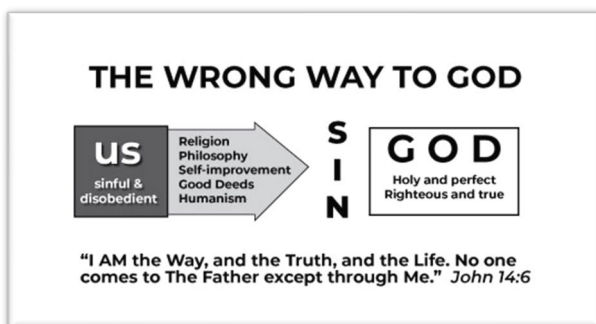 THE WRONG WAY TO GOD
us
sinful &
disobedient
Religion
Philosophy
Self-improvement
Good Deeds
Humanism
S
I
N
GOD
Holy and perfect
Righteous and true
“I AM the Way, and the Truth, and the Life. No one
comes to The Father except through Me.” John 14:6